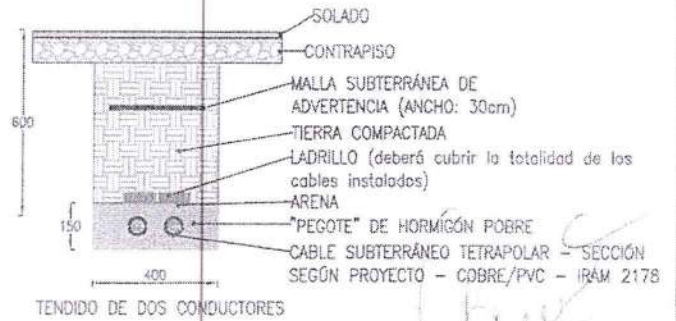 SOLADO
CONTRAPISO
MALLA SUBTERRÁNEA DE
ADVERTENCIA (ANCHO: 30cm)
600
TIERRA COMPACTADA
LADRILLO (deberá cubrir la totalidad de los
cables instalados)
ARENA
150
"PEGOTE" DE HORMIGÓN POBRE
CABLE SUBTERRÁNEO TETRAPOLAR - SECCIÓN
SEGÚN PROYECTO - COBRE/PVC - IRAM 2178
400
TENDIDO DE DOS CONDUCTORES